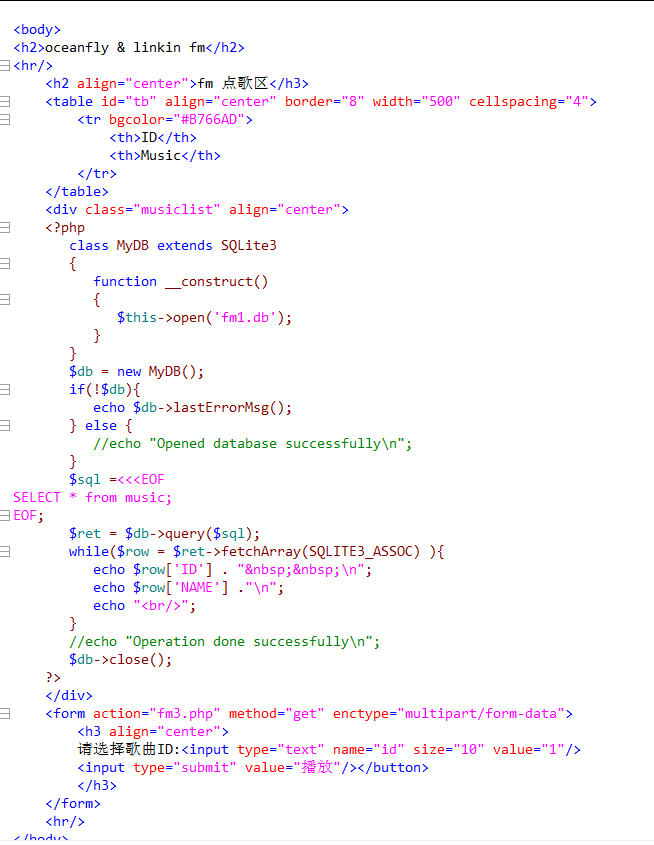 <body>
<h2>oceanfly & linkin fm</h2>
<hr/>
    <h2 align="center">fm 点歌区</h3>
    <table id="tb" align="center" border="8" width="500" cellspacing="4">
        <tr bgcolor="#B766AD">
            <th>ID</th>
            <th>Music</th>
        </tr>
    </table>
    <div class="musiclist" align="center">
    <?php
       class MyDB extends SQLite3
       {
          function __construct()
          {
             $this->open('fm1.db');
          }
       }
       $db = new MyDB();
       if(!$db){
          echo $db->lastErrorMsg();
       } else {
          //echo "Opened database successfully\n";
       }
       $sql =<<<EOF
SELECT * from music;
EOF;
       $ret = $db->query($sql);
       while($row = $ret->fetchArray(SQLITE3_ASSOC) ){
          echo $row['ID'] . "&nbsp;&nbsp;\n";
          echo $row['NAME'] ."\n";
          echo "<br/>";
       }
       //echo "Operation done successfully\n";
       $db->close();
    ?>
    </div>
    <form action="fm3.php" method="get" enctype="multipart/form-data">
        <h3 align="center">
        请选择歌曲ID:<input type="text" name="id" size="10" value="1"/>
        <input type="submit" value="播放"/></button>
        </h3>
    </form>
    <hr/>
</body>